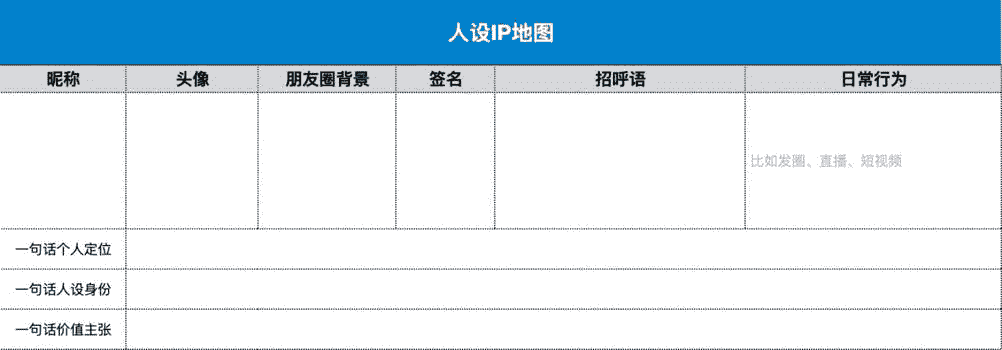 人设IP地图
昵称 头像 朋友圈背景 签名 招呼语 日常行为
比如发圈、直播、短视频
一句话个人定位
一句话人设身份
一句话价值主张